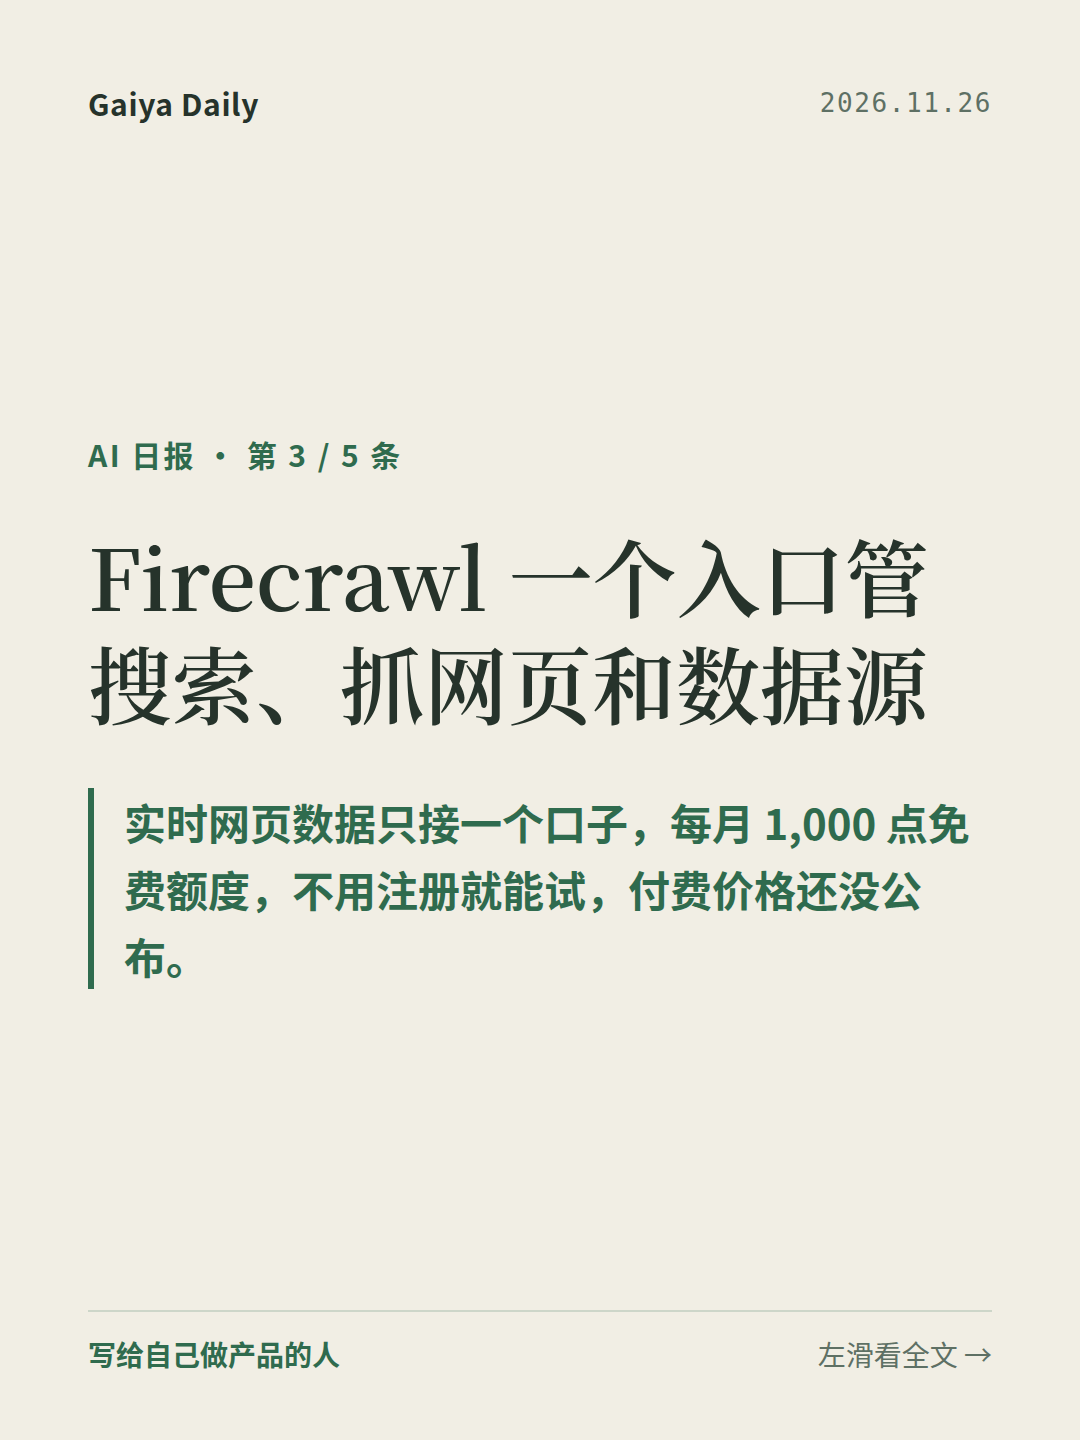 Gaiya Daily
2026.11.26
AI 日报 · 第 3 / 5 条
Firecrawl 一个入口管
搜索、抓网页和数据源
实时网页数据只接一个口子，每月 1,000 点免
费额度，不用注册就能试，付费价格还没公
布。
写给自己做产品的人
左滑看全文 →